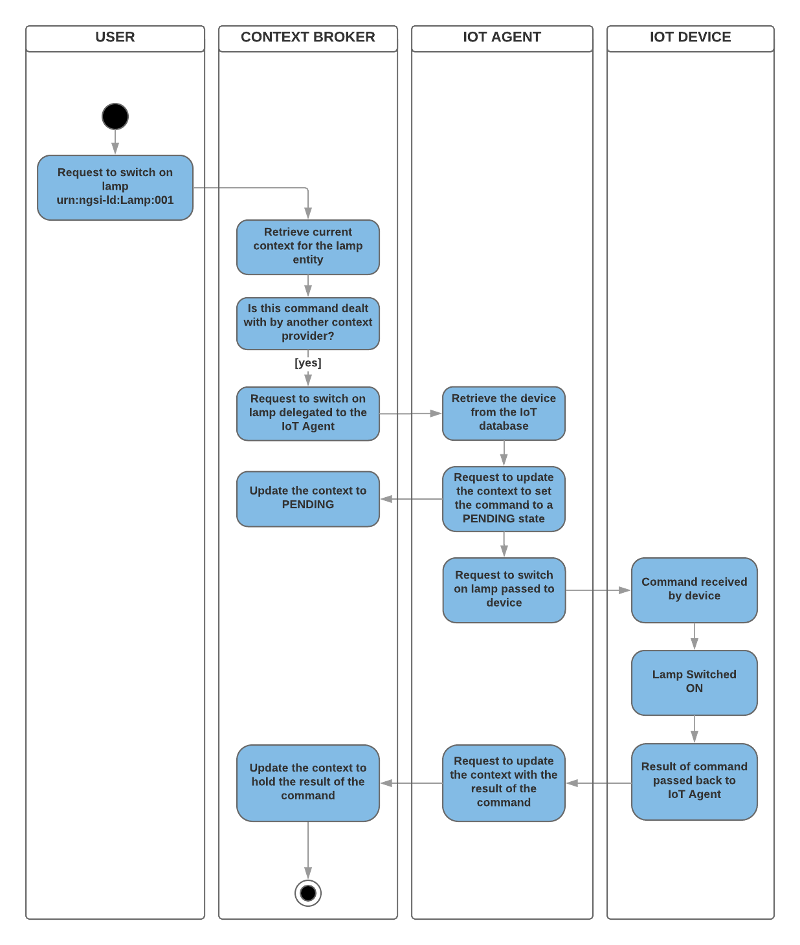 USER
CONTEXT BROKER
IOT AGENT
IOT DEVICE
Request to switch on
lamp
urn:ngsi-ld:Lamp:001
Retrieve current
context for the lamp
entity
Is this command dealt
with by another context
provider?
[yes]
Request to switch on
lamp delegated to the
IoT Agent
Retrieve the device
from the IoT
database
Update the context to
PENDING
Request to update
the context to set
the command to a
PENDING state
Request to switch
on lamp passed to
device
Command received
by device
Lamp Switched
ON
Update the context to
hold the result of the
command
Request to update
the context with the
result of the
command
Result of command
passed back to
IoT Agent